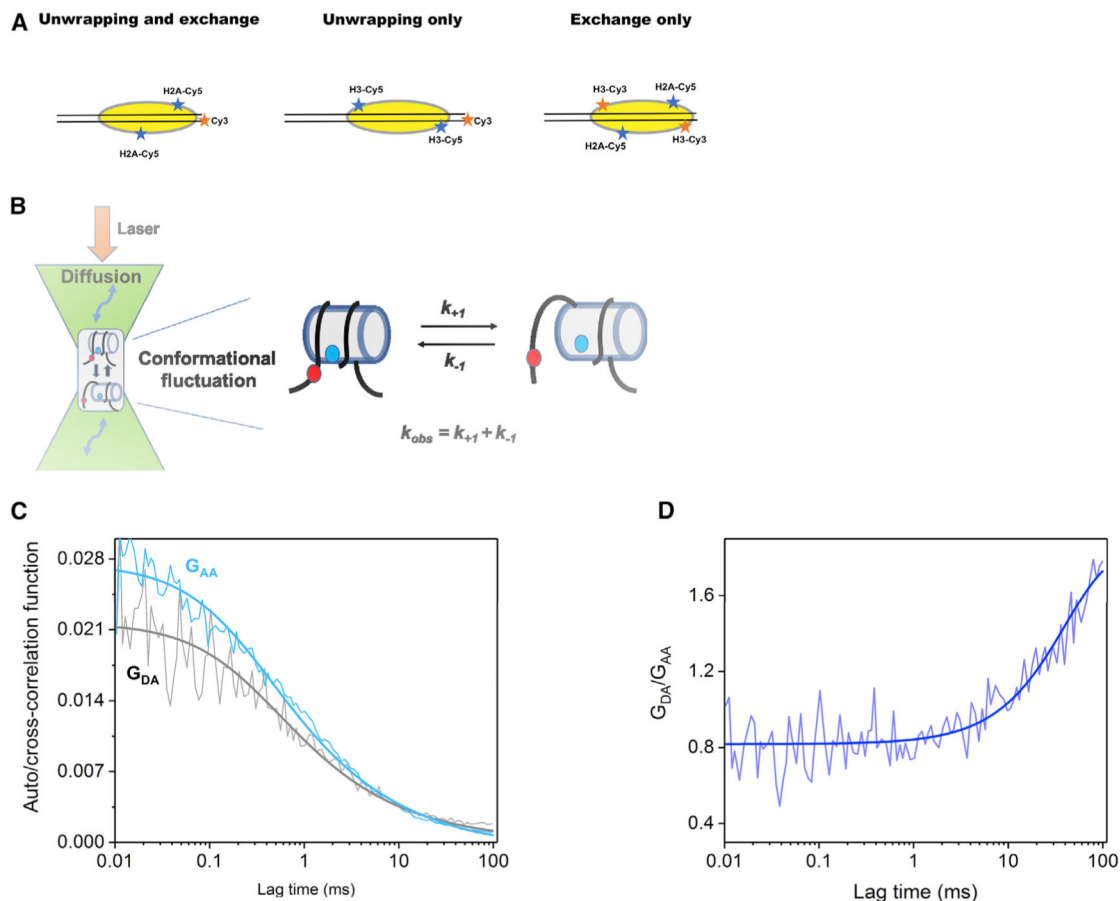 A
Unwrapping and exchange
Unwrapping only
Exchange only
H2A-Cy5
Cy3
H2A-Cy5
H3-Cy5
Cy3
H3-Cy5
H3-Cy3
H2A-Cy5
H2A-Cy5
H3-Cy3
B
Laser
Diffusion
Conformational
fluctuation
k+1
k-1
kobs = k+1 + k-1
C
Auto/cross-correlation function
0.028
0.021
0.014
0.007
0.000
GAA
GDA
0.01
0.1
1
10
100
Lag time (ms)
D
GDA/GAA
1.6
1.2
0.8
0.4
0.01
0.1
1
10
100
Lag time (ms)